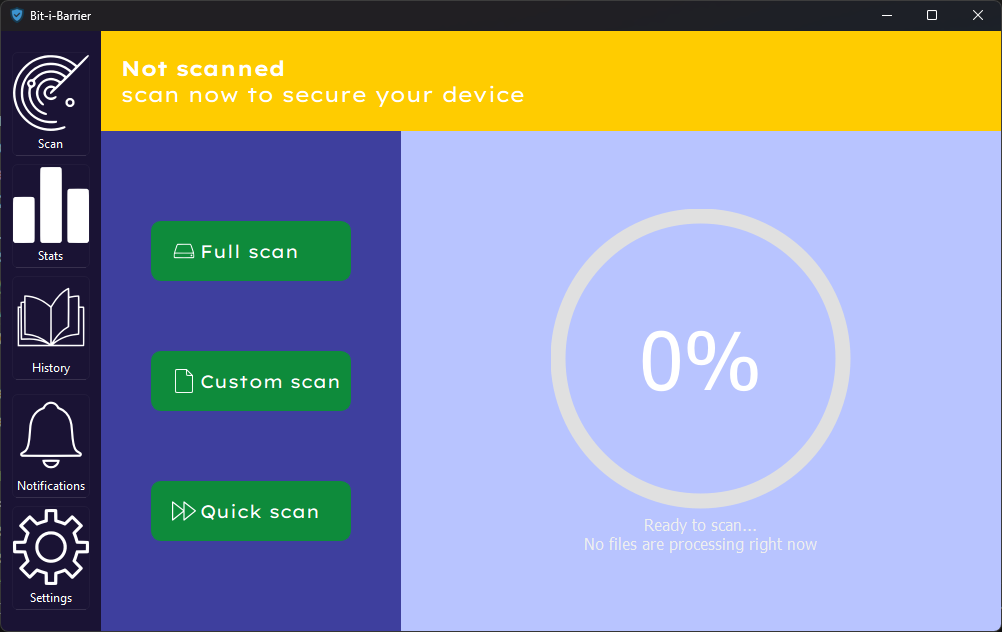 Bit-i-Barrier
Scan
Stats
History
Notifications
Settings
Not scanned
scan now to secure your device
Full scan
Custom scan
Quick scan
0%
Ready to scan...
No files are processing right now